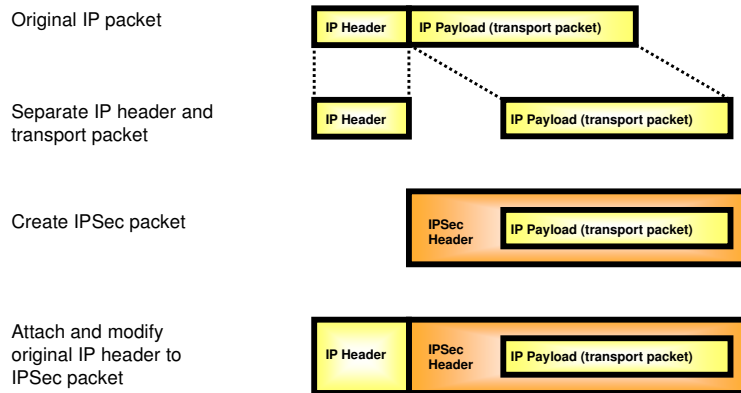 Original IP packet
IP Header
IP Payload (transport packet)
Separate IP header and
transport packet
IP Header
IP Payload (transport packet)
Create IPSec packet
IPSec
Header
IP Payload (transport packet)
Attach and modify
original IP header to
IPSec packet
IP Header
IPSec
Header
IP Payload (transport packet)